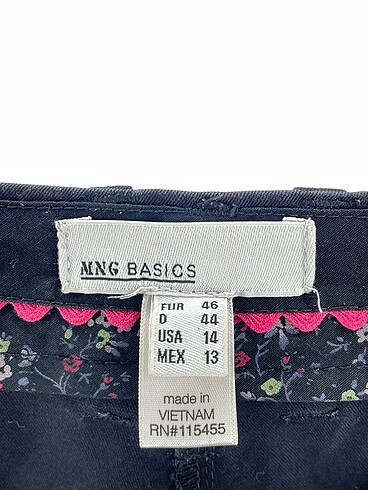 MNG BASICS
EUR 46
D 44
USA 14
MEX 13
made in
VIETNAM
RN#115455